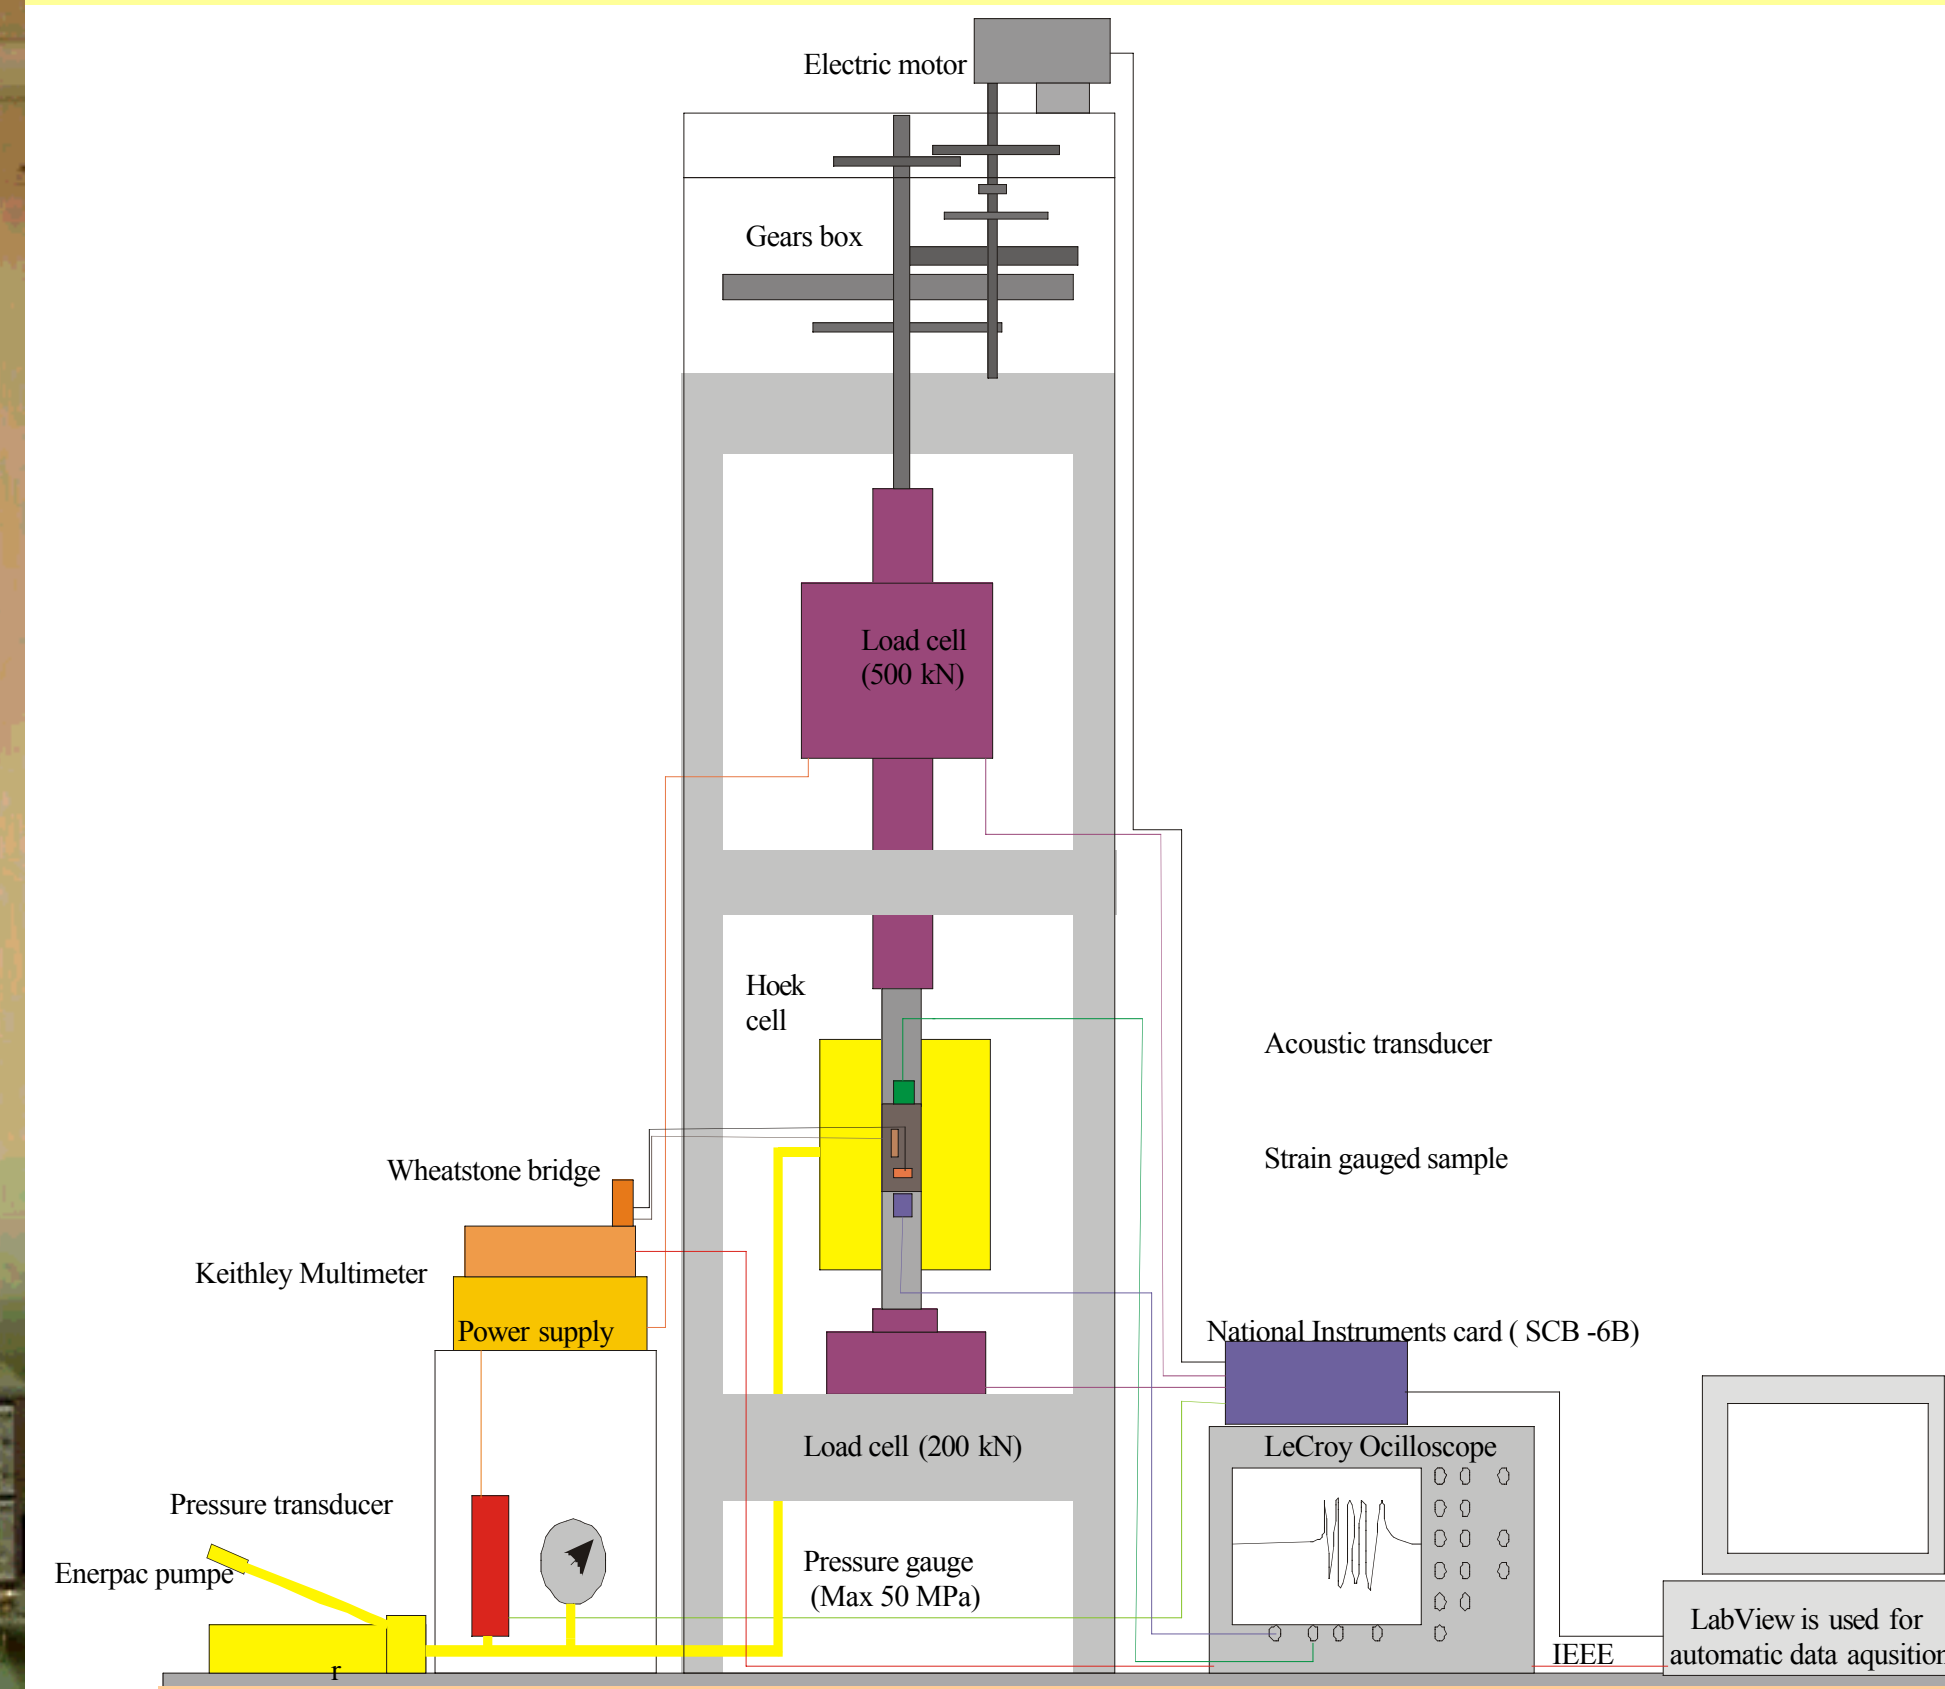 Electric motor
Gears box
Load cell
(500 kN)
Hoek
cell
Acoustic transducer
Strain gauged sample
Wheatstone bridge
Keithley Multimeter
Power supply
National Instruments card ( SCB -6B)
Load cell (200 kN)
LeCroy Ocilloscope
Pressure transducer
Enerpac pumpe
r
Pressure gauge
(Max 50 MPa)
IEEE
LabView is used for
automatic data aqusition